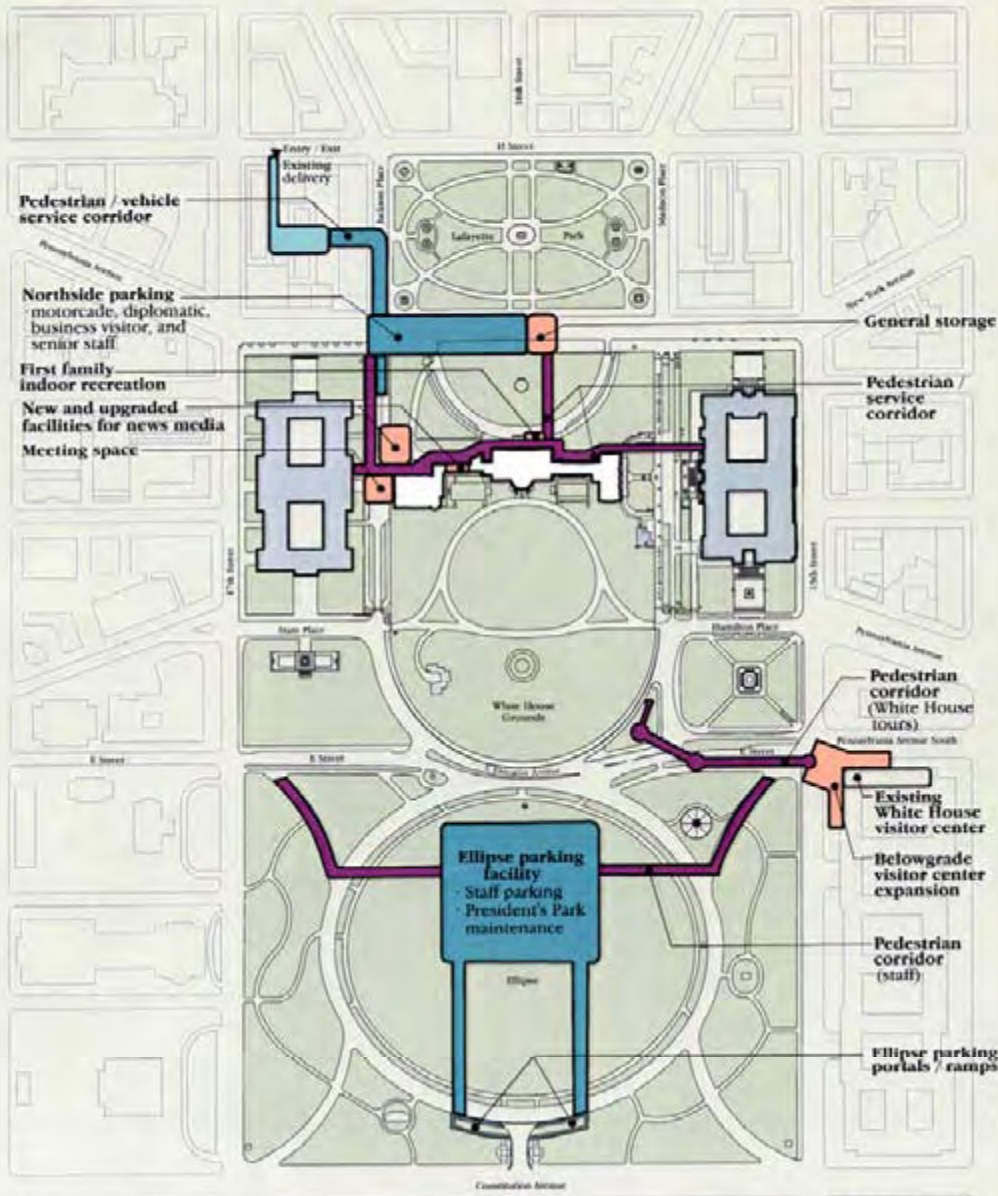 16th Street
H Street
Entry / Exit
Existing
delivery
Jackson Place
Madison Place
Pedestrian / vehicle
service corridor
Lafayette Park
Pennsylvania Avenue
New York Avenue
Northside parking
motorcade, diplomatic,
business visitor, and
senior staff
General storage
First family
indoor recreation
Pedestrian /
service
corridor
New and upgraded
facilities for news media
Meeting space
17th Street
15th Street
State Place
Hamilton Place
Pennsylvania Avenue
Pedestrian
corridor
(White House
tours)
White House
Grounds
Pennsylvania Avenue South
E Street
E Street
E Street
Existing
White House
visitor center
Ellipse parking
facility
· Staff parking
· President's Park
maintenance
Belowgrade
visitor center
expansion
Pedestrian
corridor
(staff)
Ellipse
Ellipse parking
portals / ramps
Constitution Avenue